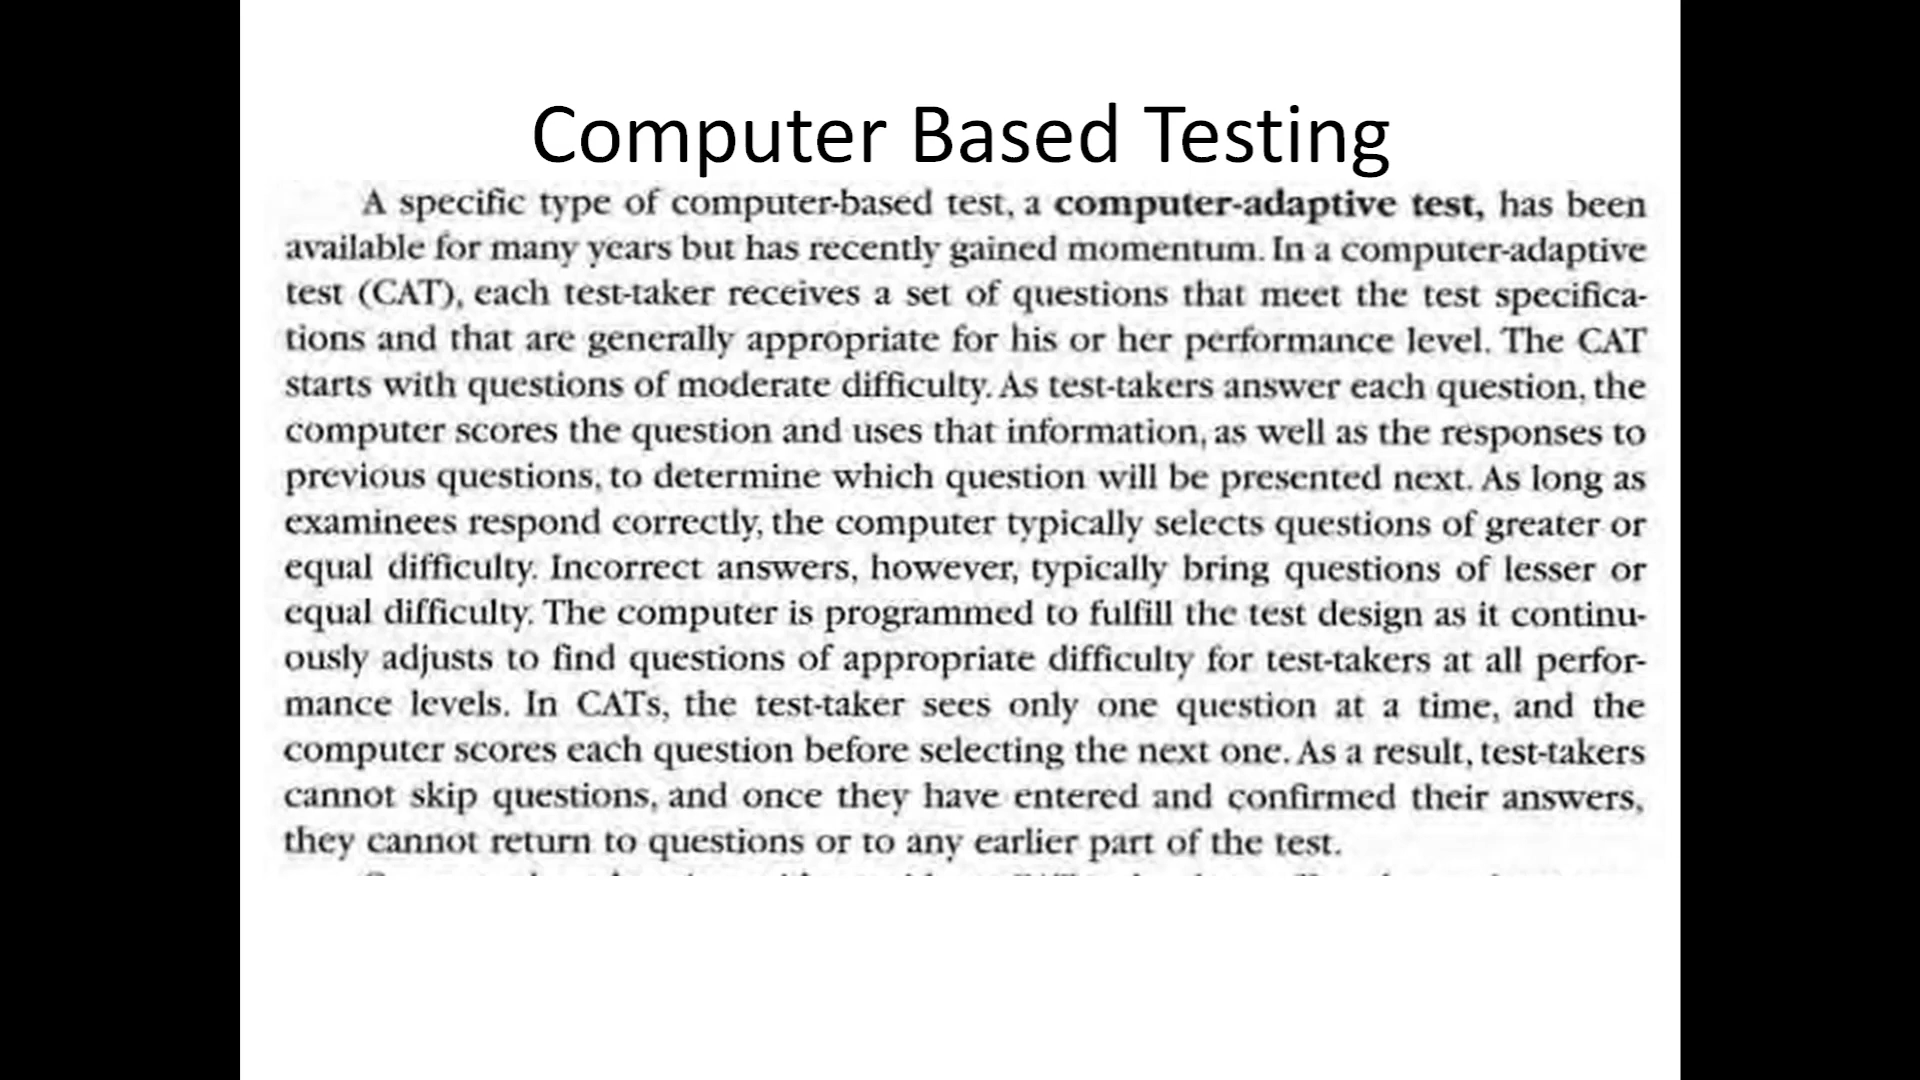 Computer Based Testing
A specific type of computer-based test, a computer-adaptive test, has been
available for many years but has recently gained momentum. In a computer-adaptive
test (CAT), each test-taker receives a set of questions that meet the test specifica-
tions and that are generally appropriate for his or her performance level. The CAT
starts with questions of moderate difficulty. As test-takers answer each question, the
computer scores the question and uses that information, as well as the responses to
previous questions, to determine which question will be presented next. As long as
examinees respond correctly, the computer typically selects questions of greater or
equal difficulty. Incorrect answers, however, typically bring questions of lesser or
equal difficulty. The computer is programmed to fulfill the test design as it continu-
ously adjusts to find questions of appropriate difficulty for test-takers at all perfor-
mance levels. In CATs, the test-taker sees only one question at a time, and the
computer scores each question before selecting the next one. As a result, test-takers
cannot skip questions, and once they have entered and confirmed their answers,
they cannot return to questions or to any earlier part of the test.